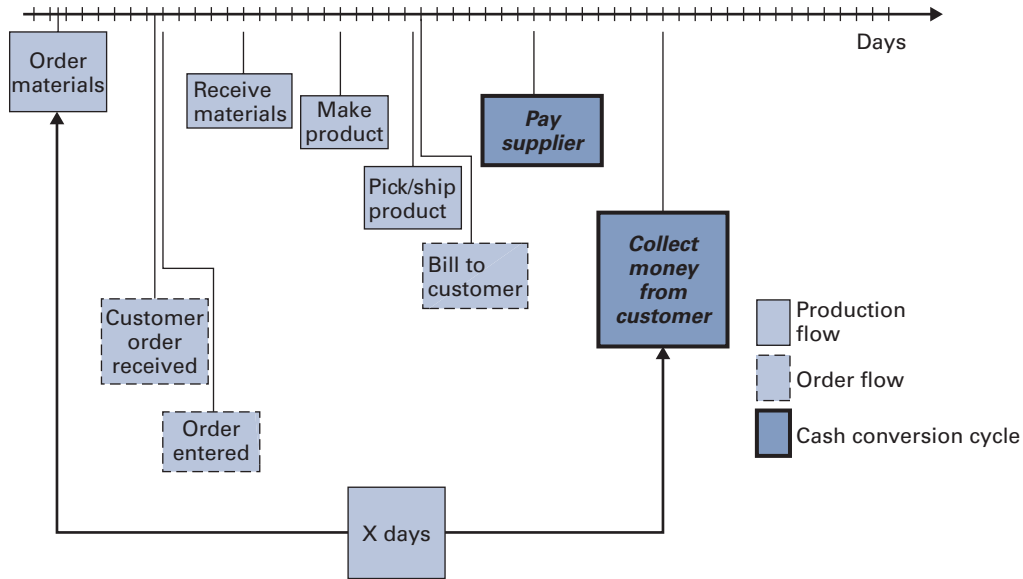 Days
Order
materials
Receive
materials
Make
product
Pay
supplier
Pick/ship
product
Collect
money
from
customer
Bill to
customer
Customer
order
received
Order
entered
X days
Production
flow
Order flow
Cash conversion cycle